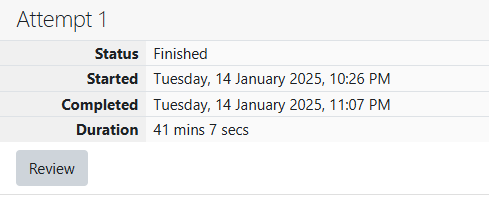 Attempt 1
Status Finished
Started Tuesday, 14 January 2025, 10:26 PM
Completed Tuesday, 14 January 2025, 11:07 PM
Duration 41 mins 7 secs
Review